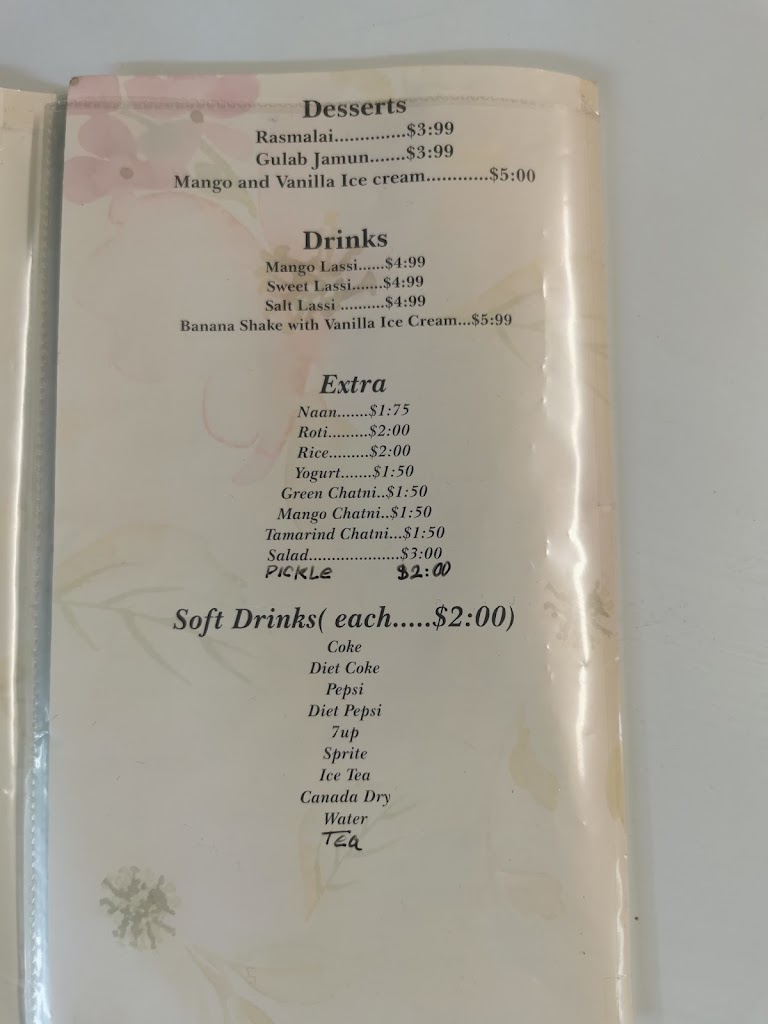 Desserts
Rasmalai.............$3:99
Gulab Jamun.......$3:99
Mango and Vanilla Ice cream............$5:00
Drinks
Mango Lassi......$4:99
Sweet Lassi.......$4:99
Salt Lassi ..........$4:99
Banana Shake with Vanilla Ice Cream...$5:99
Extra
Naan.......$1:75
Roti.........$2:00
Rice.........$2:00
Yogurt.......$1:50
Green Chatni..$1:50
Mango Chatni..$1:50
Tamarind Chatni...$1:50
Salad....................$3:00
PICKLe $2:00
Soft Drinks( each.....$2:00)
Coke
Diet Coke
Pepsi
Diet Pepsi
7up
Sprite
Ice Tea
Canada Dry
Water
TEa